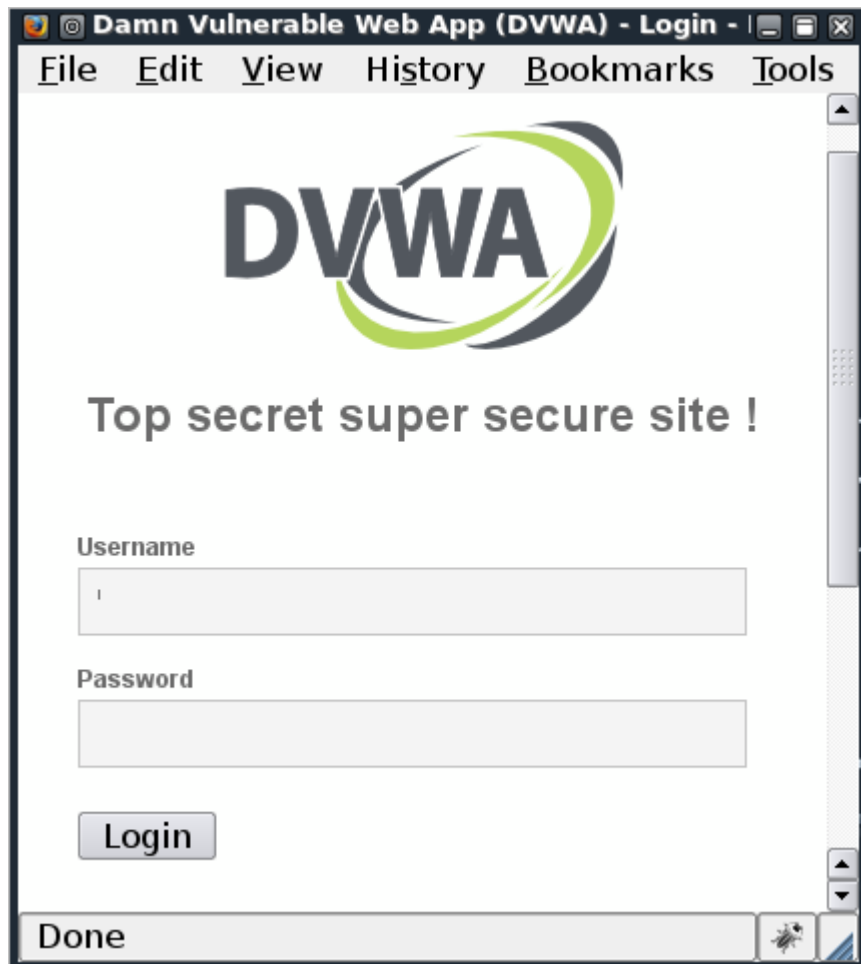 Damn Vulnerable Web App (DVWA) - Login -
File Edit View History Bookmarks Tools
DVWA
Top secret super secure site !
Username
'
Password
Login
Done